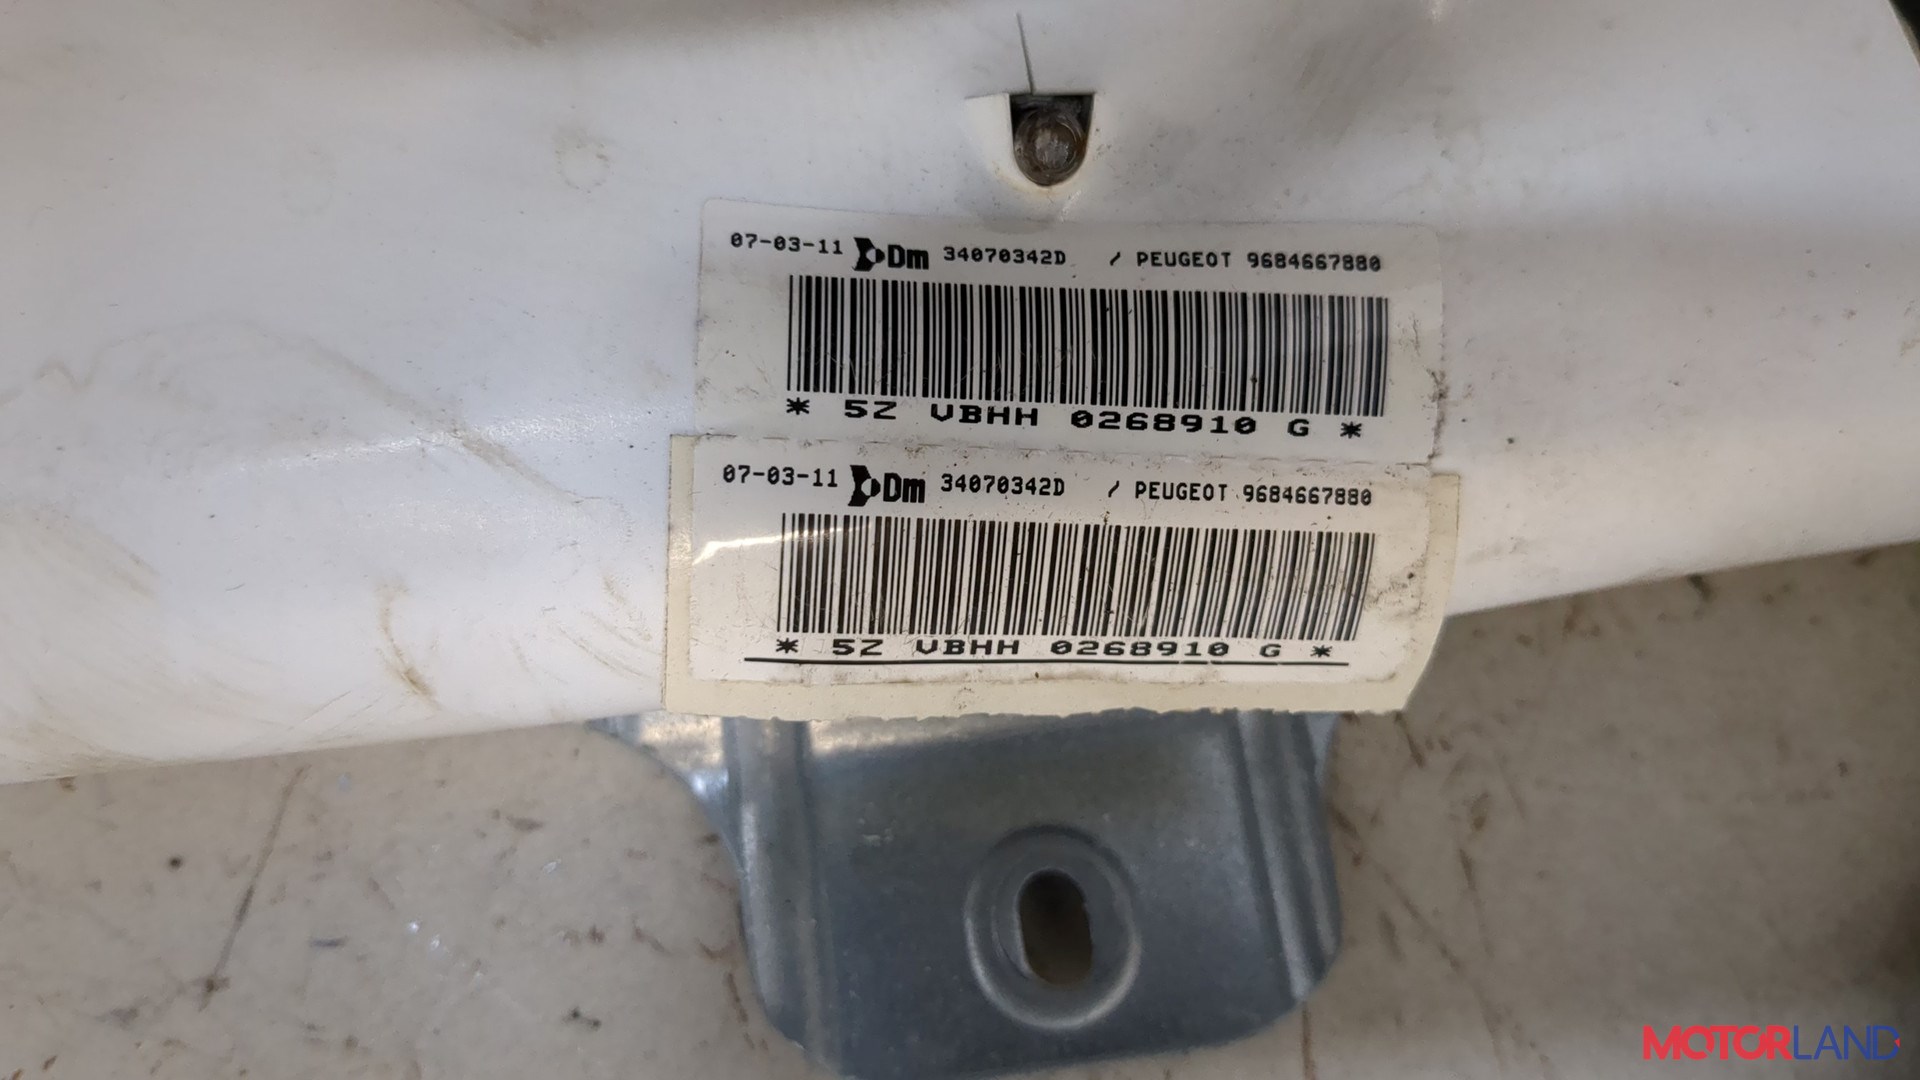 07-03-11 Dm 34070342D / PEUGEOT 9684667880
* 5Z VBHH 0268910 G *
07-03-11 Dm 34070342D / PEUGEOT 9684667880
* 5Z VBHH 0268910 G *
MOTORLAND